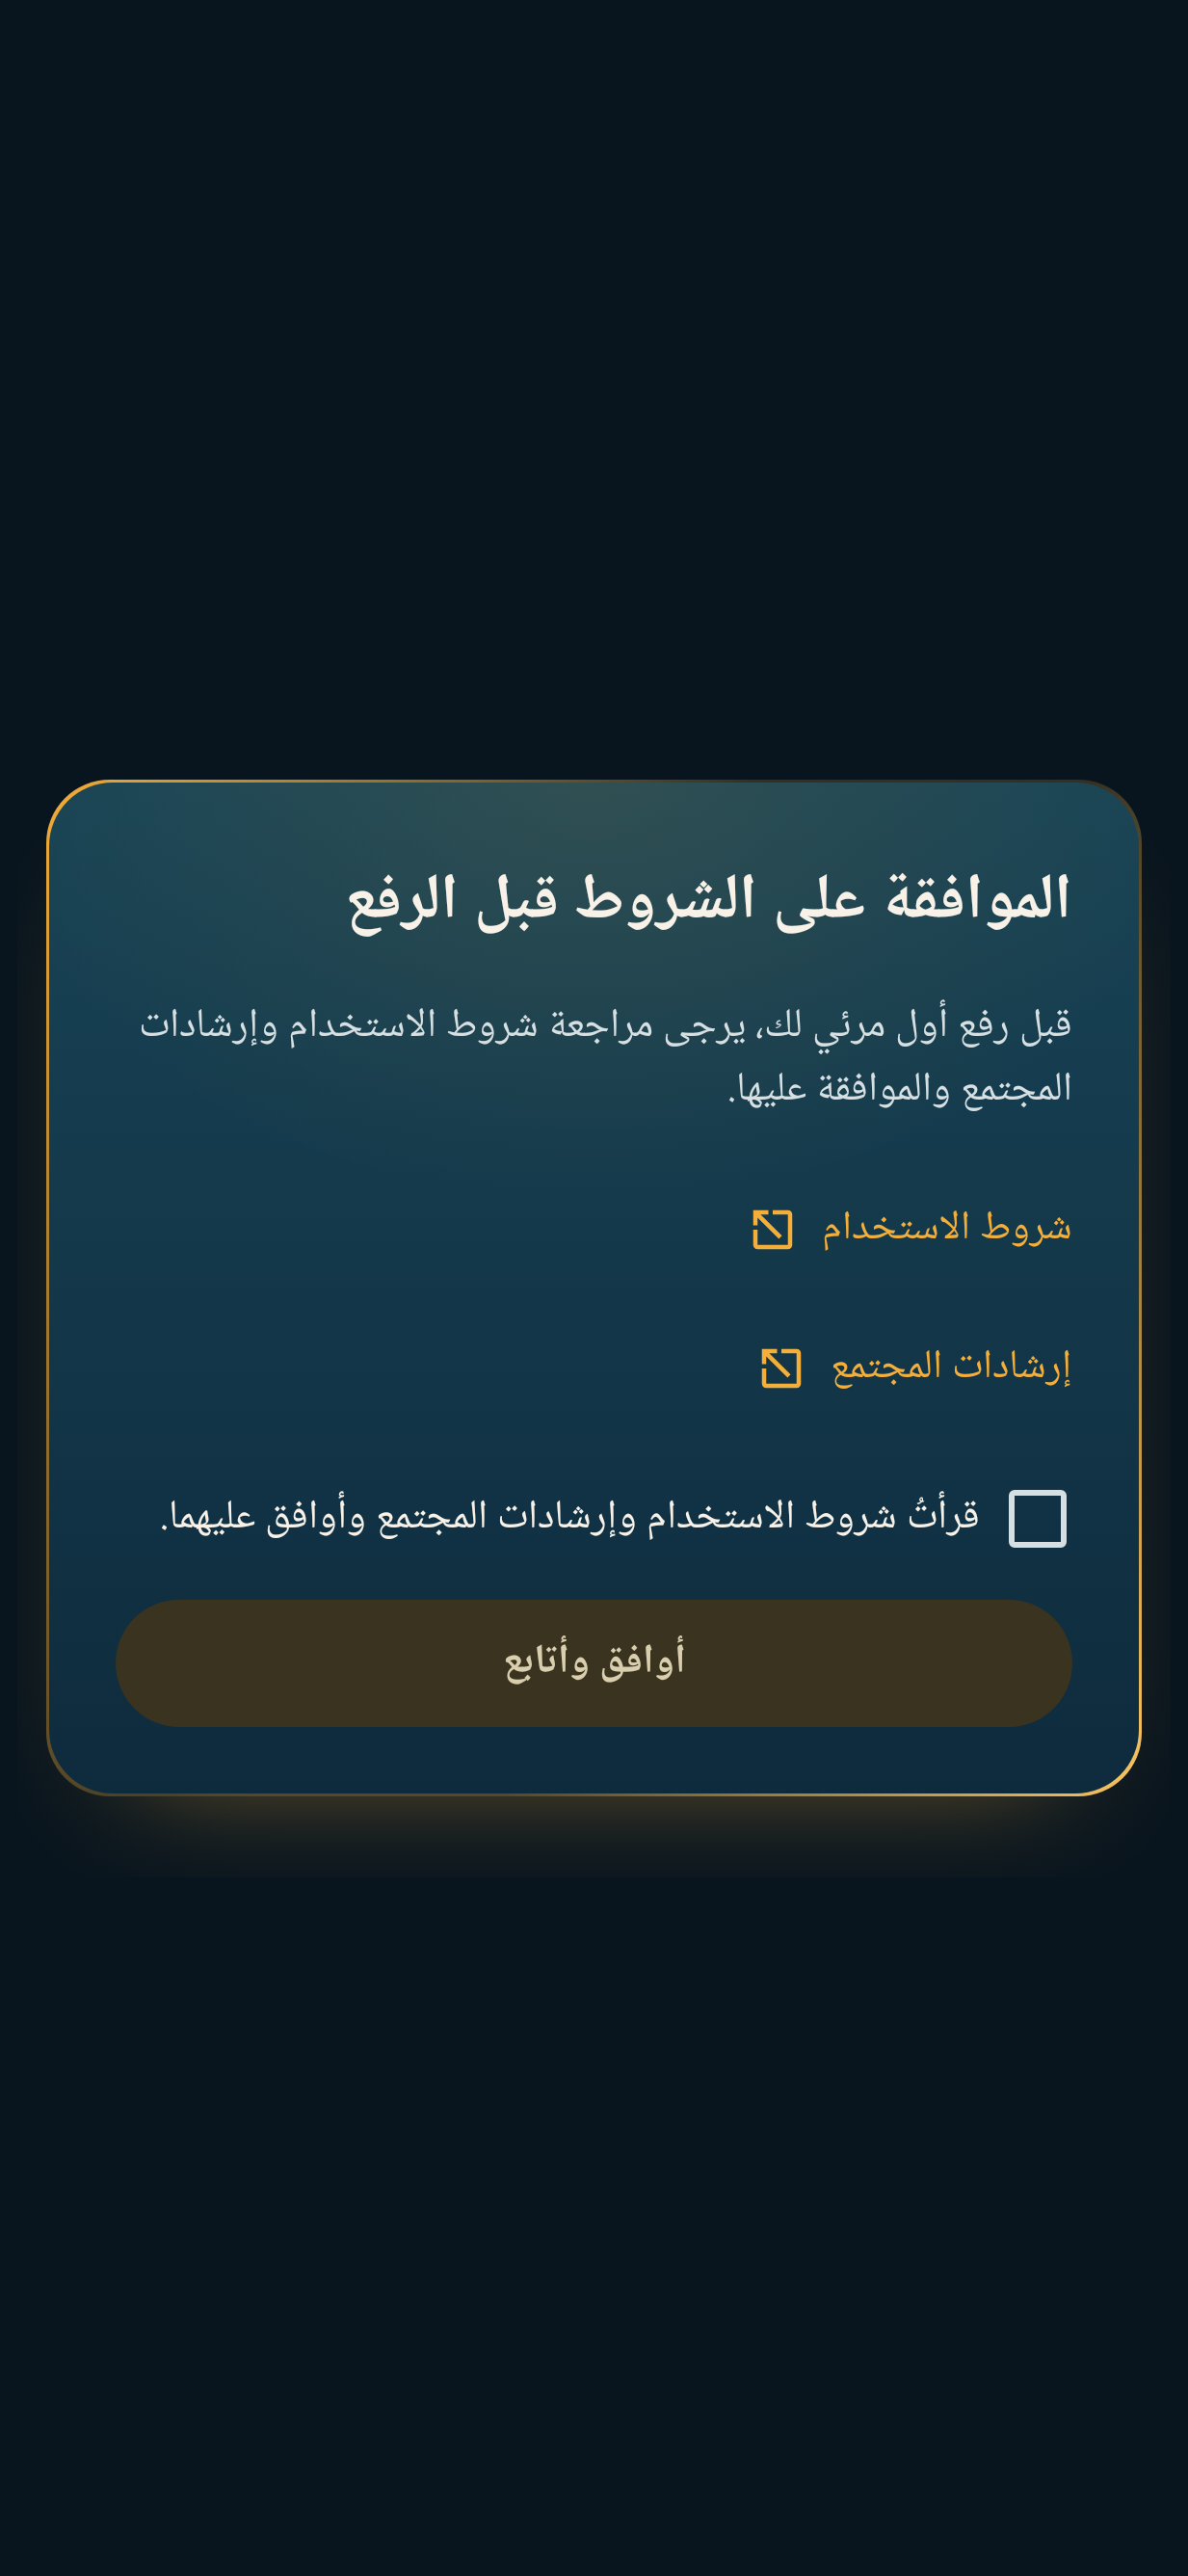 الموافقة على الشروط قبل الرفع
قبل رفع أول مرئي لك، يرجى مراجعة شروط الاستخدام وإرشادات
المجتمع والموافقة عليها.
شروط الاستخدام
إرشادات المجتمع
قرأتُ شروط الاستخدام وإرشادات المجتمع وأوافق عليهما.
أوافق وأتابع